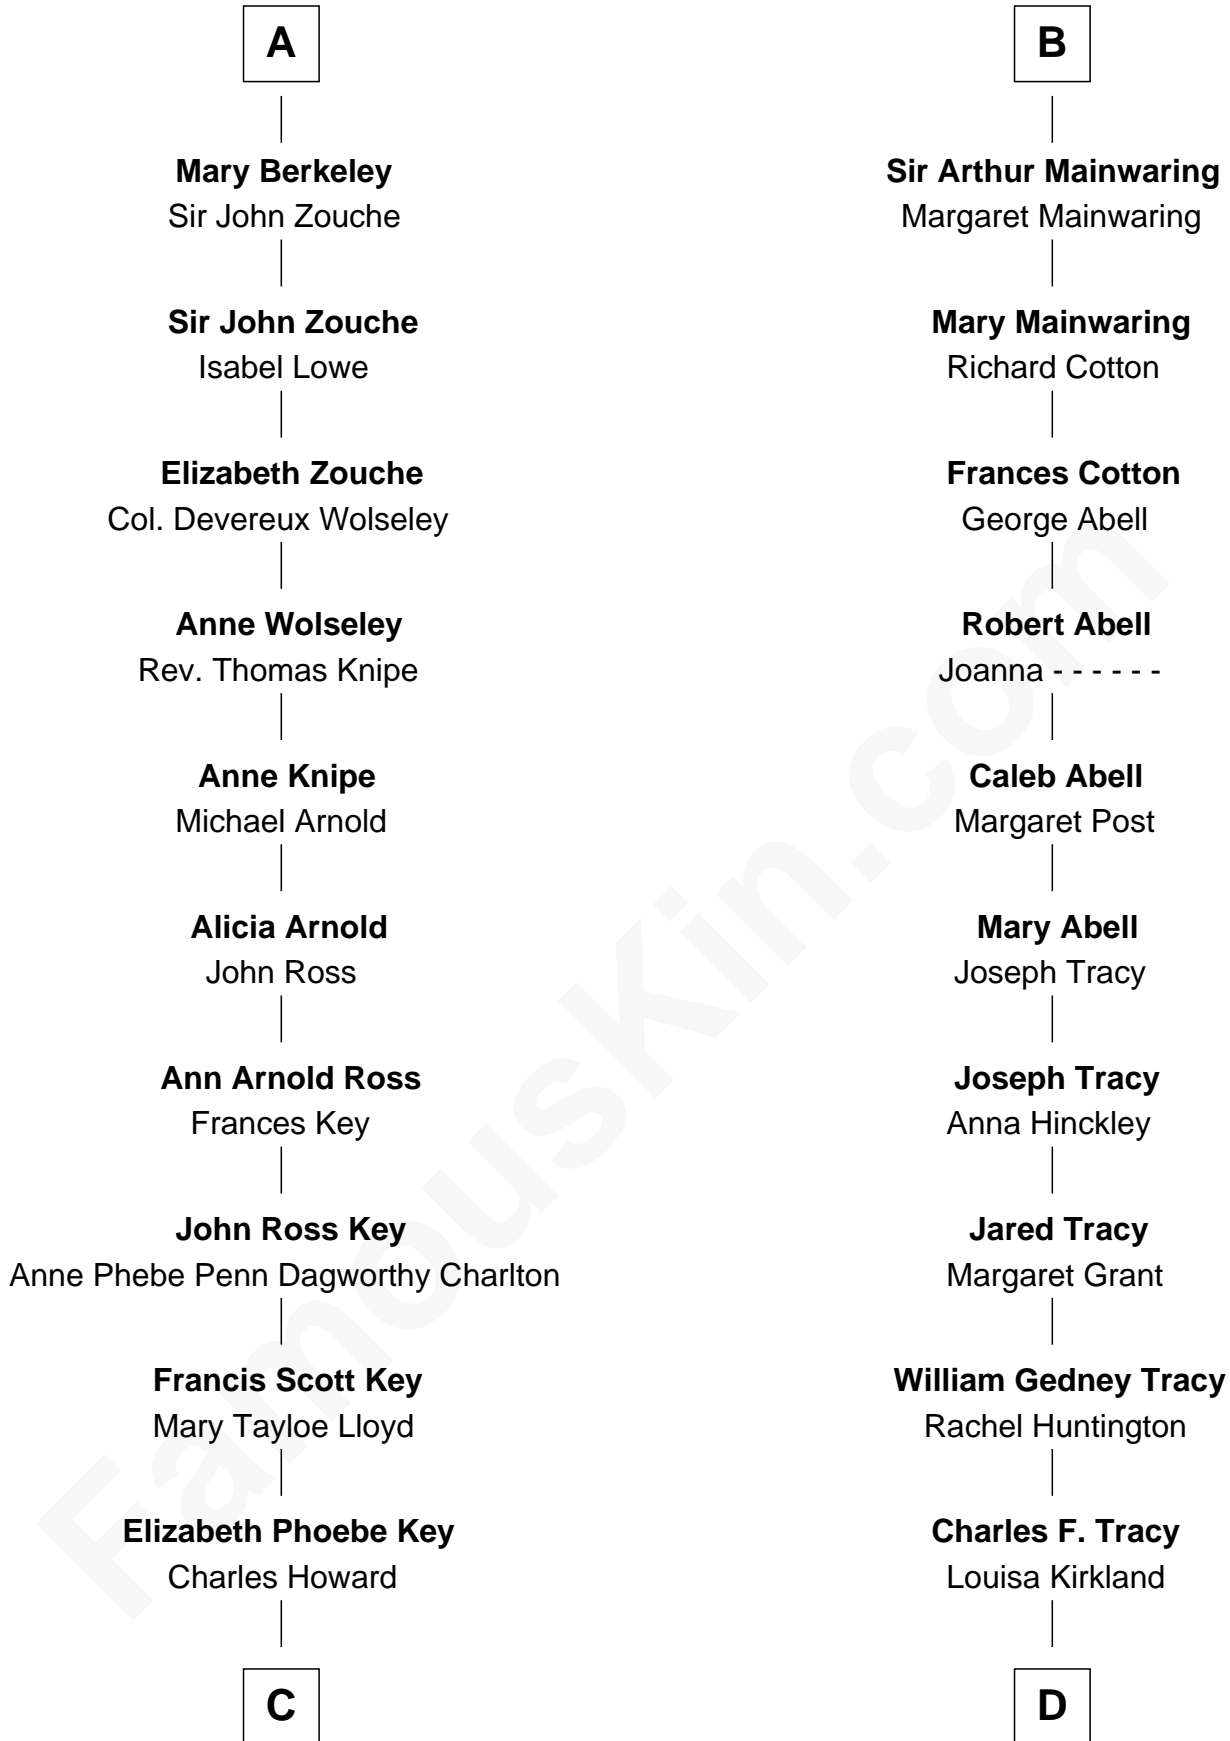 A
Mary Berkeley
Sir John Zouche
Sir John Zouche
Isabel Lowe
Elizabeth Zouche
Col. Devereux Wolseley
Anne Wolseley
Rev. Thomas Knipe
Anne Knipe
Michael Arnold
Alicia Arnold
John Ross
Ann Arnold Ross
Frances Key
John Ross Key
Anne Phebe Penn Dagworthy Charlton
Francis Scott Key
Mary Tayloe Lloyd
Elizabeth Phoebe Key
Charles Howard
C
B
Sir Arthur Mainwaring
Margaret Mainwaring
Mary Mainwaring
Richard Cotton
Frances Cotton
George Abell
Robert Abell
Joanna - - - - - -
Caleb Abell
Margaret Post
Mary Abell
Joseph Tracy
Joseph Tracy
Anna Hinckley
Jared Tracy
Margaret Grant
William Gedney Tracy
Rachel Huntington
Charles F. Tracy
Louisa Kirkland
D
FamousKin.com